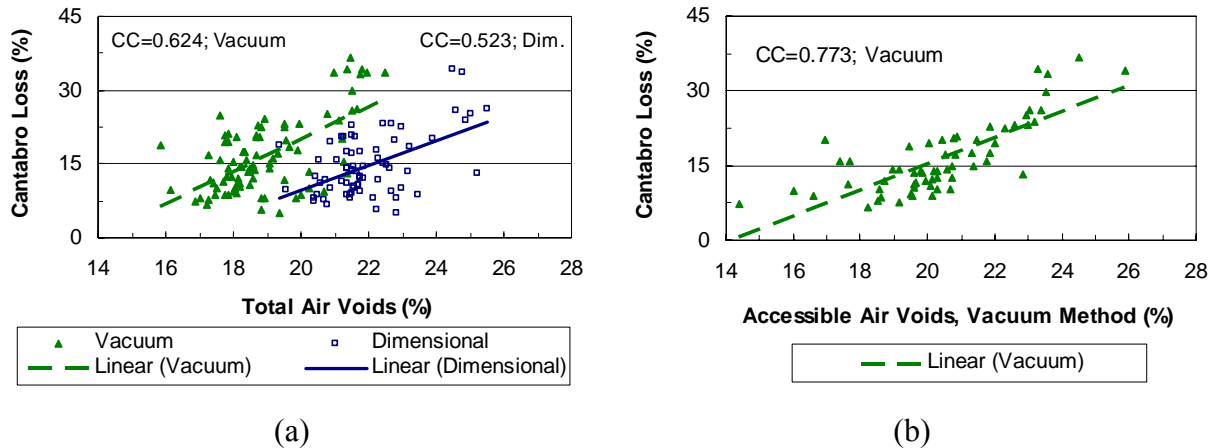 45
30
15
0
Cantabro Loss (%)
CC=0.624; Vacuum
CC=0.523; Dim.
14 16 18 20 22 24 26 28
Total Air Voids (%)
Vacuum
Dimensional
Linear (Vacuum)
Linear (Dimensional)
(a)
45
30
15
0
Cantabro Loss (%)
CC=0.773; Vacuum
14 16 18 20 22 24 26 28
Accessible Air Voids, Vacuum Method (%)
Linear (Vacuum)
(b)